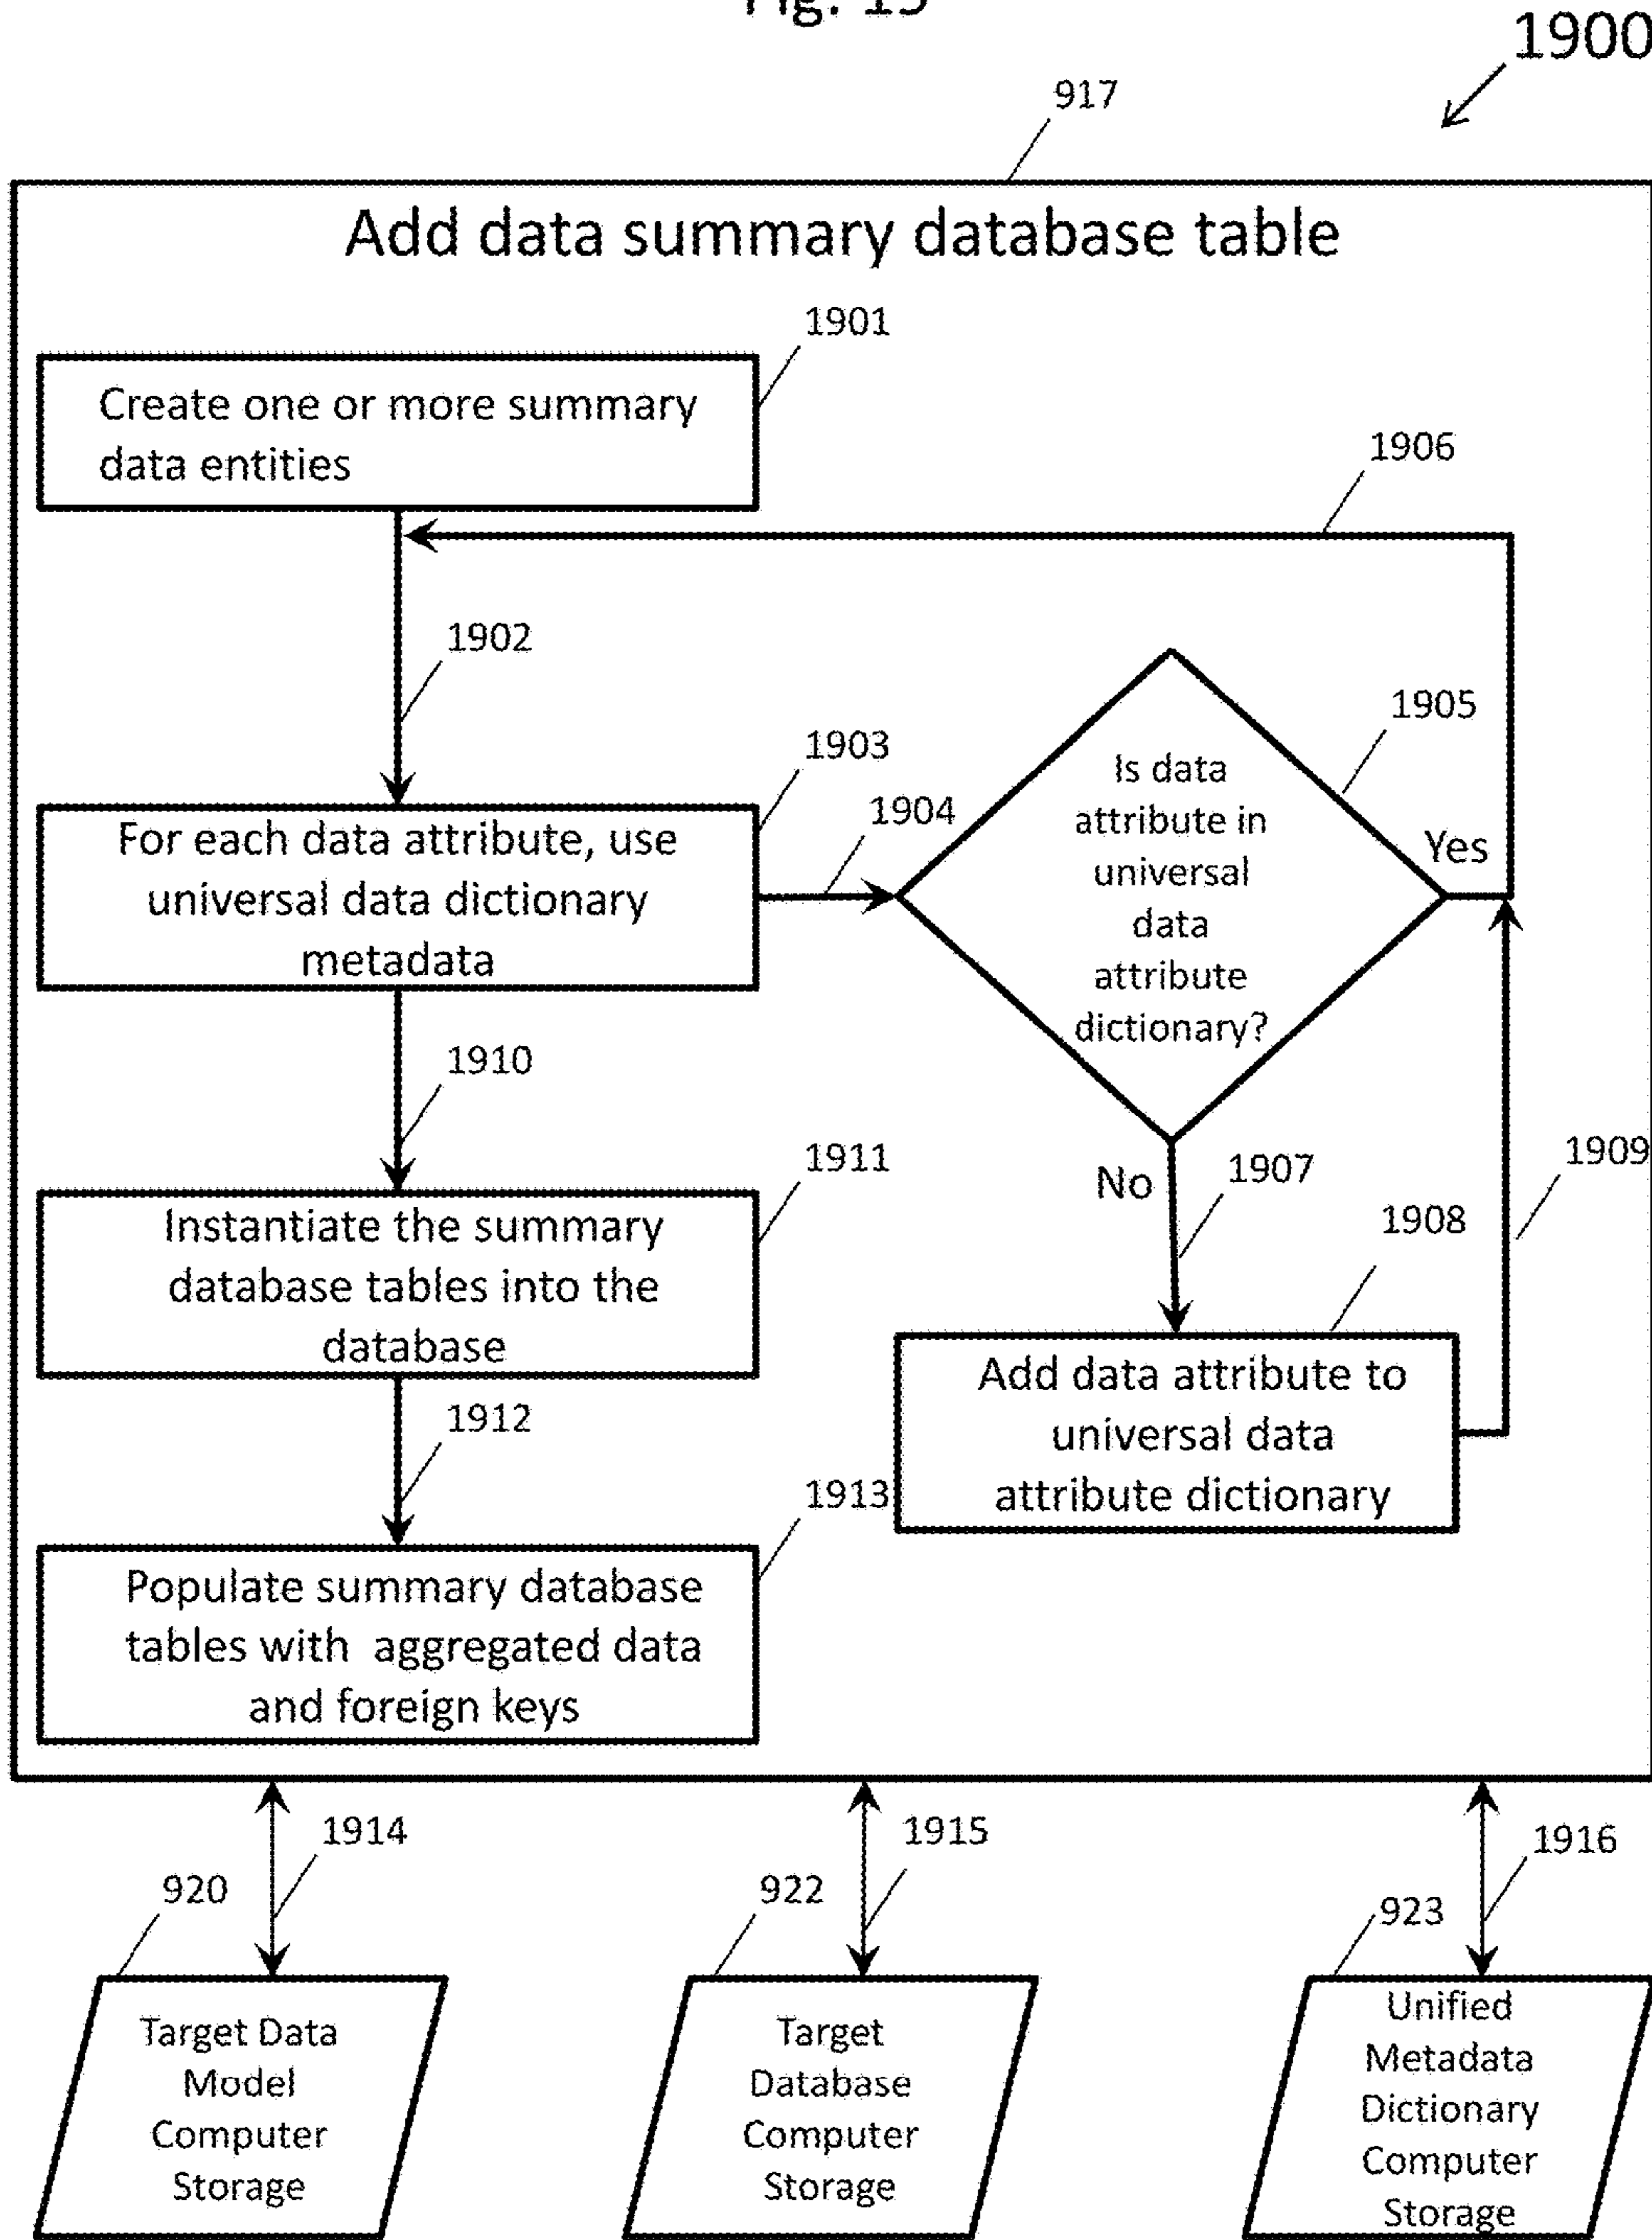 Fig. 19
1900
917
Add data summary database table
1901
Create one or more summary
data entities
1906
1902
1905
1903
1904
For each data attribute, use
universal data dictionary
metadata
Is data
attribute in
universal
data
attribute
dictionary?
Yes
1910
1911
No
1907
1909
1908
Instantiate the summary
database tables into the
database
Add data attribute to
universal data
attribute dictionary
1912
1913
Populate summary database
tables with aggregated data
and foreign keys
1914
1915
1916
920
922
923
Target Data
Model
Computer
Storage
Target
Database
Computer
Storage
Unified
Metadata
Dictionary
Computer
Storage